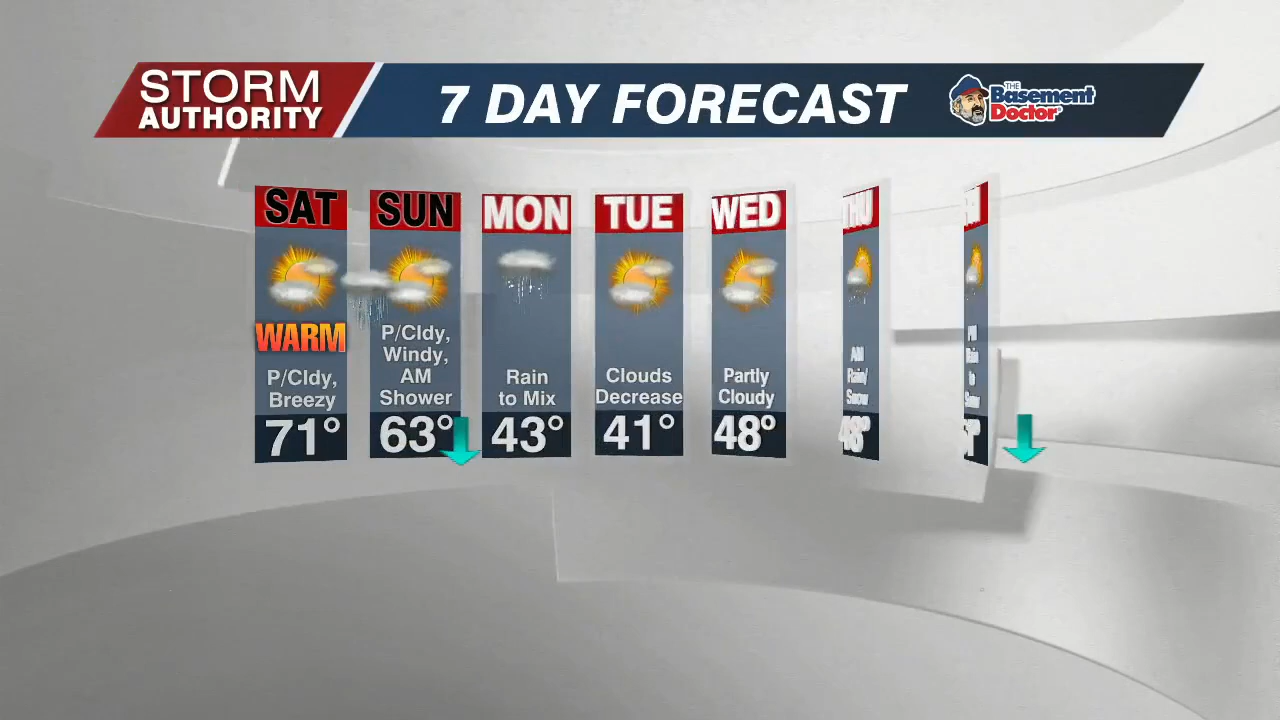 STORM
AUTHORITY
7 DAY FORECAST
THE
Basement
Doctor
SAT
WARM
P/Cldy,
Breezy
71°
SUN
P/Cldy,
Windy,
AM
Shower
63°
MON
Rain
to Mix
43°
TUE
Clouds
Decrease
41°
WED
Partly
Cloudy
48°
THU
AM
Rain/
Snow
48°